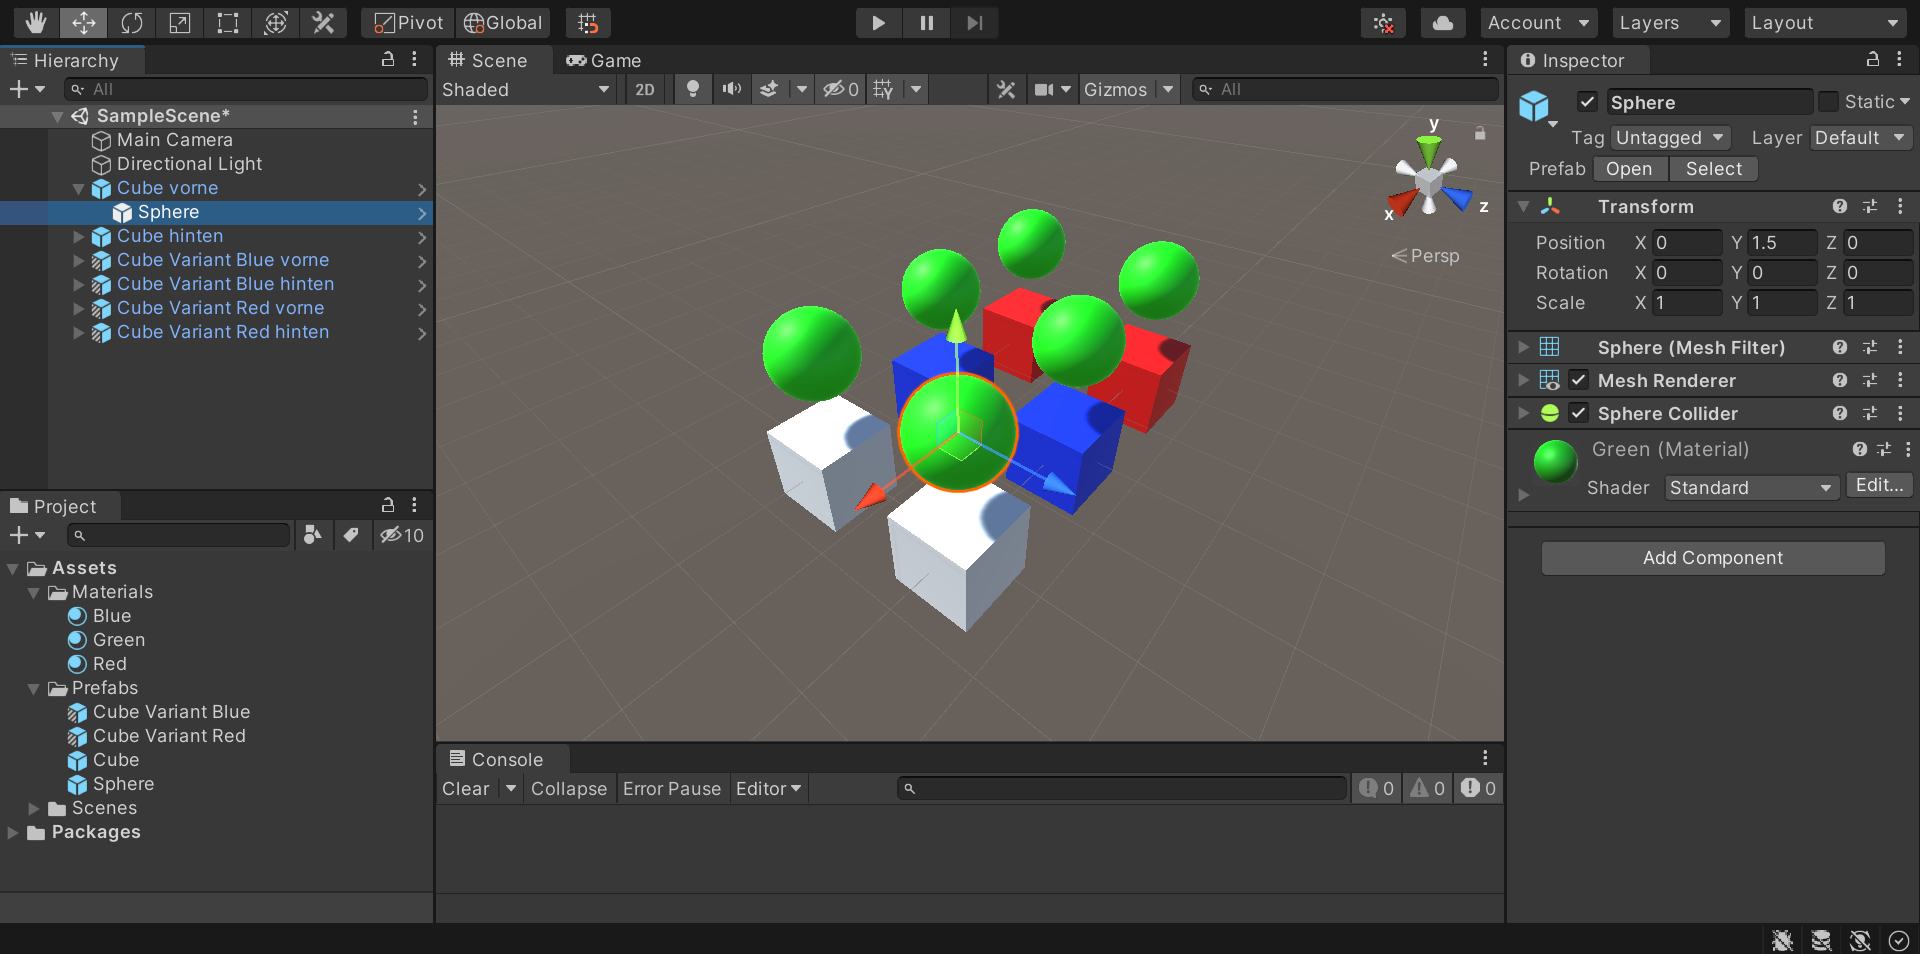 Pivot Global Account Layers Layout
Hierarchy
All
SampleScene*
Main Camera
Directional Light
Cube vorne
Sphere
Cube hinten
Cube Variant Blue vorne
Cube Variant Blue hinten
Cube Variant Red vorne
Cube Variant Red hinten
Project
10
Assets
Materials
Blue
Green
Red
Prefabs
Cube Variant Blue
Cube Variant Red
Cube
Sphere
Scenes
Packages
Scene Game
Shaded 2D 0 Gizmos All
y
x z
Persp
Console
Clear Collapse Error Pause Editor 0 0 0
Inspector
Sphere Static
Tag Untagged Layer Default
Prefab Open Select
Transform
Position X 0 Y 1.5 Z 0
Rotation X 0 Y 0 Z 0
Scale X 1 Y 1 Z 1
Sphere (Mesh Filter)
Mesh Renderer
Sphere Collider
Green (Material)
Shader Standard Edit...
Add Component